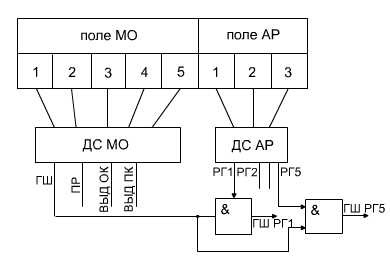 поле МО поле АР
1 2 3 4 5 1 2 3
ДС МО ДС АР
ГШ ПР ВЫД ОК ВЫД ПК РГ1 РГ2 РГ5
& &
ГШ РГ1 ГШ РГ5